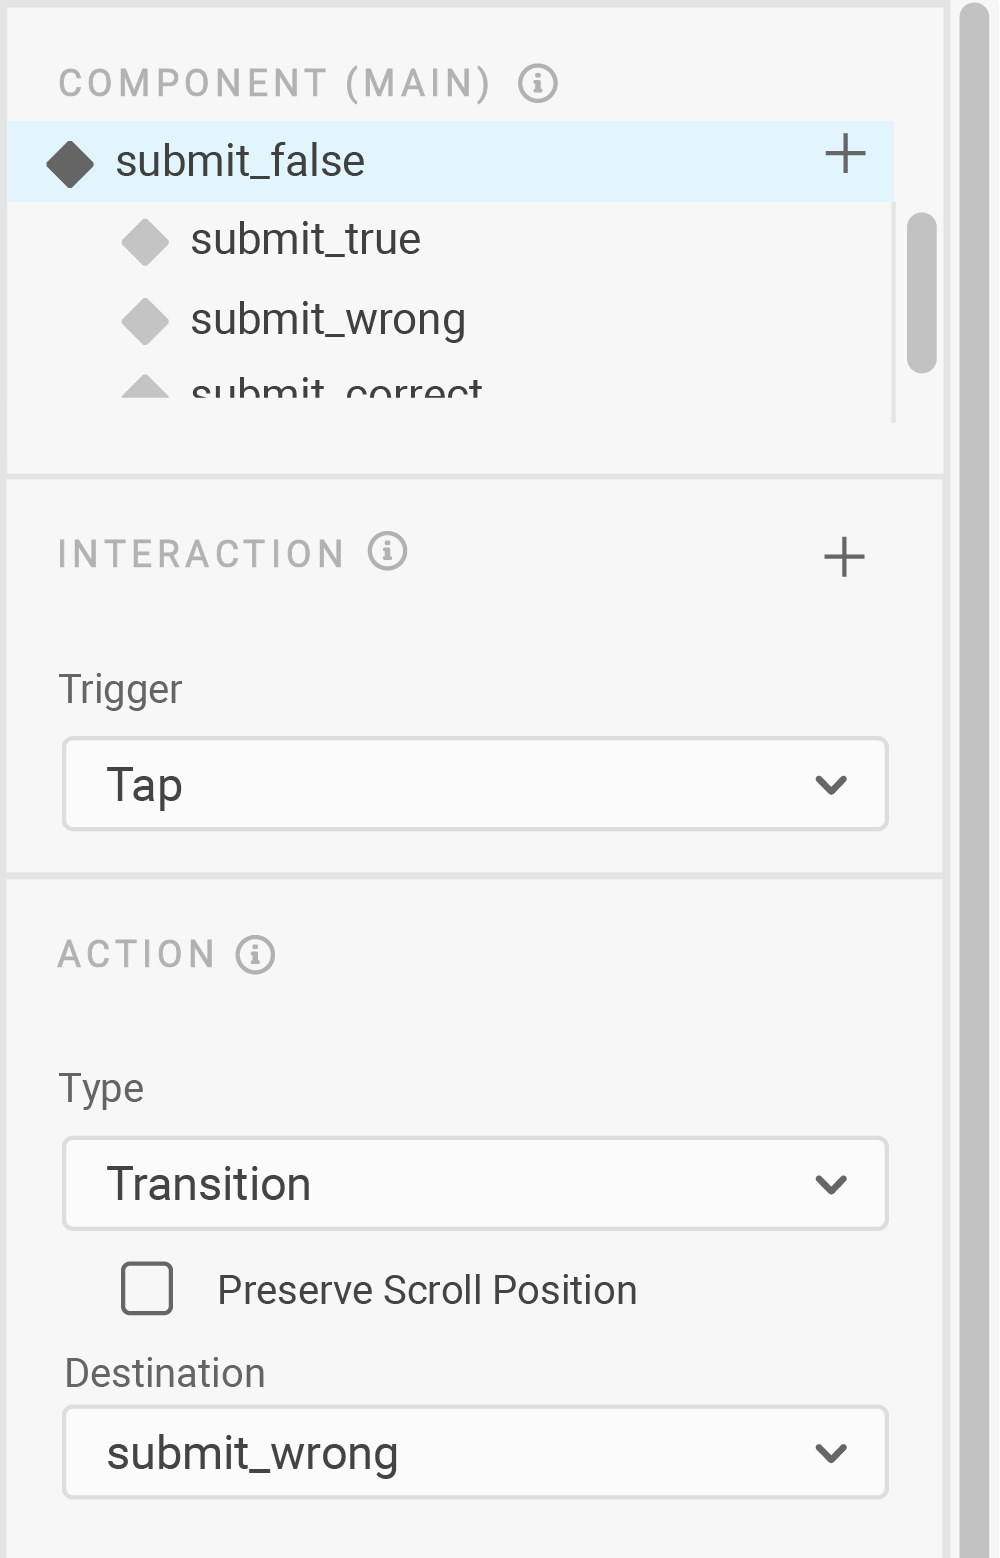 COMPONENT (MAIN)
submit_false
submit_true
submit_wrong
submit_correct
INTERACTION
Trigger
Tap
ACTION
Type
Transition
Preserve Scroll Position
Destination
submit_wrong